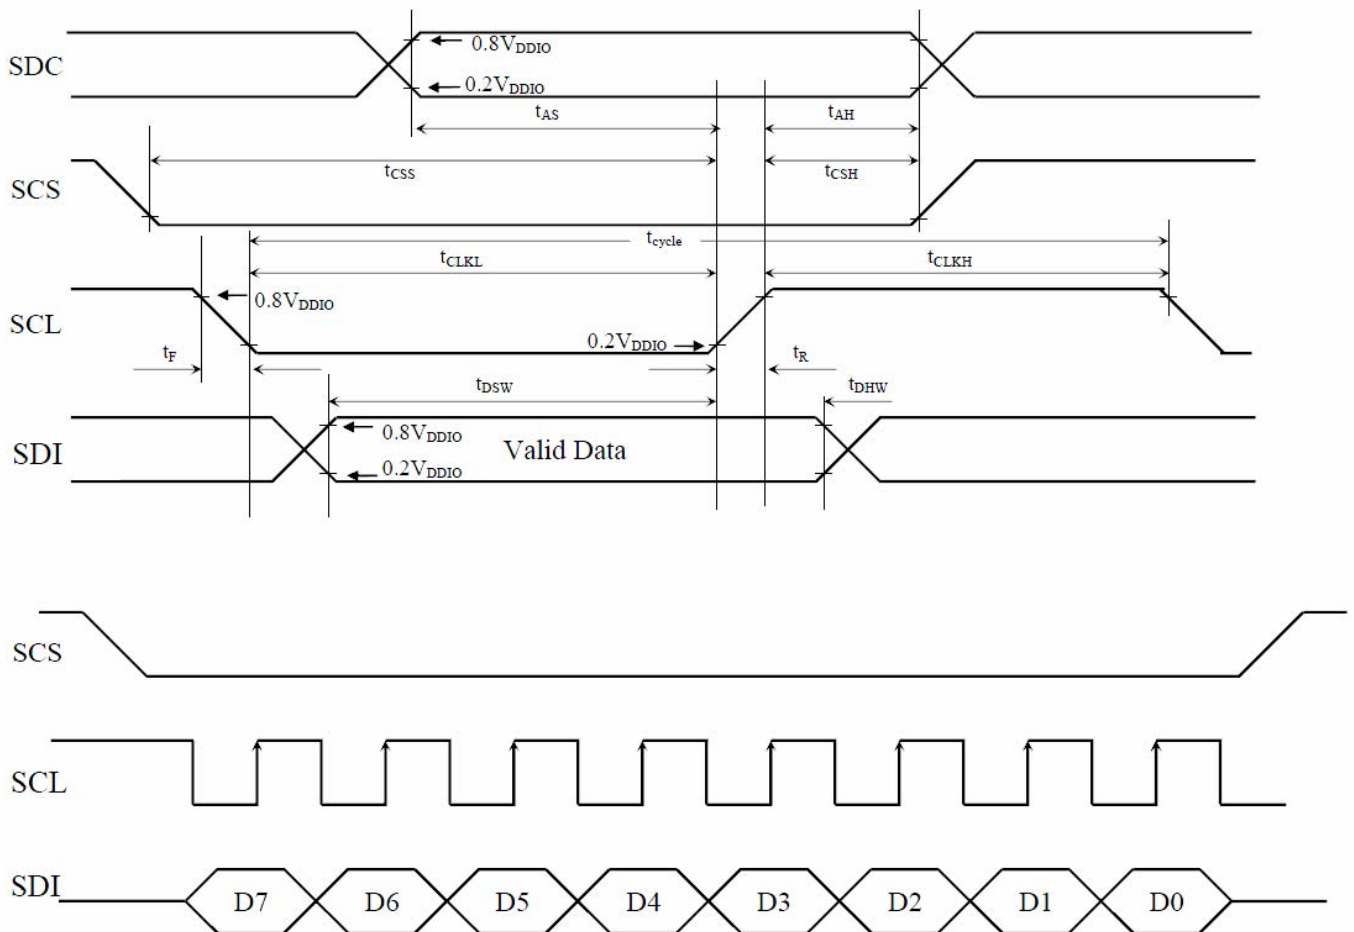 SDC
0.8VDDIO
0.2VDDIO
tAS tAH
SCS
tCSS tCSH
tcycle
tCLKL tCLKH
SCL
0.8VDDIO
0.2VDDIO
tF tR
tDSW tDHW
SDI
0.8VDDIO
Valid Data
0.2VDDIO
SCS
SCL
SDI
D7 D6 D5 D4 D3 D2 D1 D0